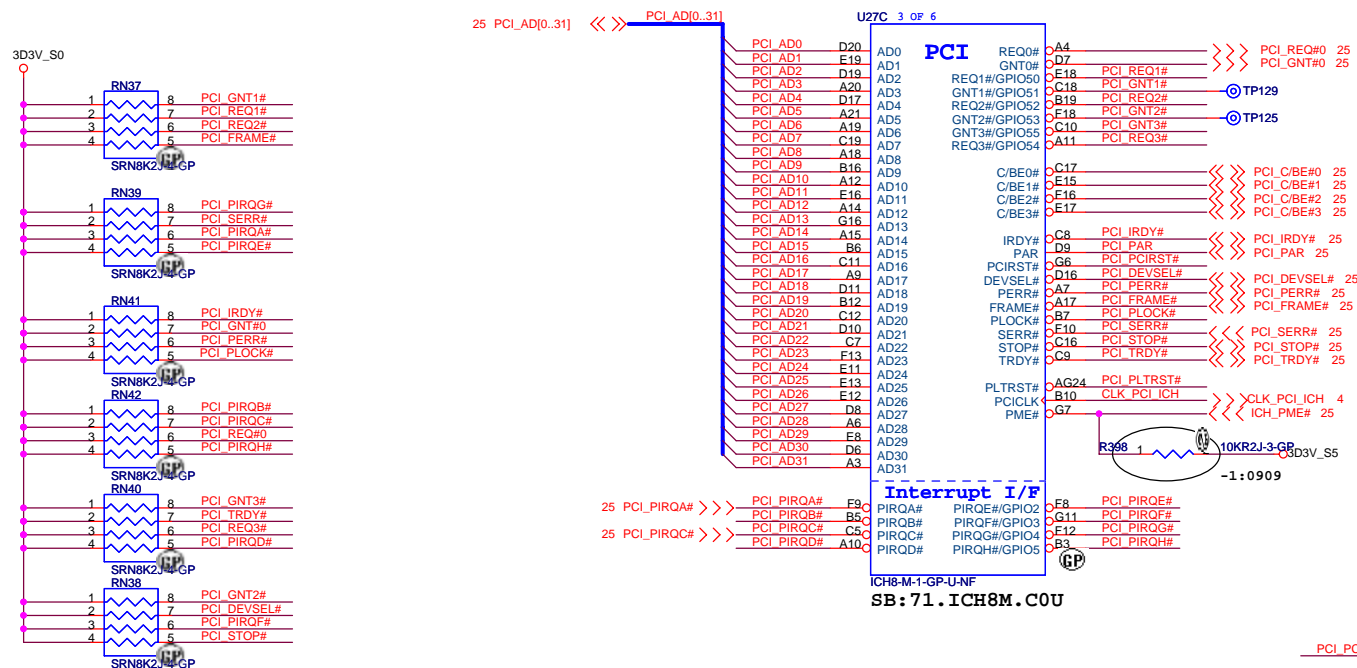 3D3V_S0
RN37
1 8 PCI_GNT1#
2 7 PCI_REQ1#
3 6 PCI_REQ2#
4 5 PCI_FRAME#
SRN8K2J-4-GP
GP
RN39
1 8 PCI_PIRQG#
2 7 PCI_SERR#
3 6 PCI_PIRQA#
4 5 PCI_PIRQE#
SRN8K2J-4-GP
GP
RN41
1 8 PCI_IRDY#
2 7 PCI_GNT#0
3 6 PCI_PERR#
4 5 PCI_PLOCK#
SRN8K2J-4-GP
GP
RN42
1 8 PCI_PIRQB#
2 7 PCI_PIRQC#
3 6 PCI_REQ#0
4 5 PCI_PIRQH#
SRN8K2J-4-GP
GP
RN40
1 8 PCI_GNT3#
2 7 PCI_TRDY#
3 6 PCI_REQ3#
4 5 PCI_PIRQD#
SRN8K2J-4-GP
GP
RN38
1 8 PCI_GNT2#
2 7 PCI_DEVSEL#
3 6 PCI_PIRQF#
4 5 PCI_STOP#
SRN8K2J-4-GP
GP
25 PCI_AD[0..31] PCI_AD[0..31]
U27C 3 OF 6
PCI
PCI_AD0 D20 AD0
PCI_AD1 E19 AD1
PCI_AD2 D19 AD2
PCI_AD3 A20 AD3
PCI_AD4 D17 AD4
PCI_AD5 A21 AD5
PCI_AD6 A19 AD6
PCI_AD7 C19 AD7
PCI_AD8 A18 AD8
PCI_AD9 B16 AD9
PCI_AD10 A12 AD10
PCI_AD11 E16 AD11
PCI_AD12 A14 AD12
PCI_AD13 G16 AD13
PCI_AD14 A15 AD14
PCI_AD15 B6 AD15
PCI_AD16 C11 AD16
PCI_AD17 A9 AD17
PCI_AD18 D11 AD18
PCI_AD19 B12 AD19
PCI_AD20 C12 AD20
PCI_AD21 D10 AD21
PCI_AD22 C7 AD22
PCI_AD23 F13 AD23
PCI_AD24 E11 AD24
PCI_AD25 E13 AD25
PCI_AD26 E12 AD26
PCI_AD27 D8 AD27
PCI_AD28 A6 AD28
PCI_AD29 E8 AD29
PCI_AD30 D6 AD30
PCI_AD31 A3 AD31
REQ0# A4 PCI_REQ#0 25
GNT0# D7 PCI_GNT#0 25
REQ1#/GPIO50 E18 PCI_REQ1#
GNT1#/GPIO51 C18 PCI_GNT1# TP129
REQ2#/GPIO52 B19 PCI_REQ2#
GNT2#/GPIO53 F18 PCI_GNT2# TP125
GNT3#/GPIO55 C10 PCI_GNT3#
REQ3#/GPIO54 A11 PCI_REQ3#
C/BE0# C17 PCI_C/BE#0 25
C/BE1# E15 PCI_C/BE#1 25
C/BE2# F16 PCI_C/BE#2 25
C/BE3# E17 PCI_C/BE#3 25
IRDY# C8 PCI_IRDY# PCI_IRDY# 25
PAR D9 PCI_PAR PCI_PAR 25
PCIRST# G6 PCI_PCIRST#
DEVSEL# D16 PCI_DEVSEL# PCI_DEVSEL# 25
PERR# A7 PCI_PERR# PCI_PERR# 25
FRAME# A17 PCI_FRAME# PCI_FRAME# 25
PLOCK# B7 PCI_PLOCK#
SERR# F10 PCI_SERR# PCI_SERR# 25
STOP# C16 PCI_STOP# PCI_STOP# 25
TRDY# C9 PCI_TRDY# PCI_TRDY# 25
PLTRST# AG24 PCI_PLTRST#
PCICLK B10 CLK_PCI_ICH CLK_PCI_ICH 4
PME# G7 ICH_PME# 25
R398 1 10KR2J-3-GP 3D3V_S5
-1:0909
Interrupt I/F
25 PCI_PIRQA# PCI_PIRQA# F9 PIRQA# PIRQE#/GPIO2 F8 PCI_PIRQE#
PCI_PIRQB# B5 PIRQB# PIRQF#/GPIO3 G11 PCI_PIRQF#
25 PCI_PIRQC# PCI_PIRQC# C5 PIRQC# PIRQG#/GPIO4 F12 PCI_PIRQG#
PCI_PIRQD# A10 PIRQD# PIRQH#/GPIO5 B3 PCI_PIRQH#
GP
ICH8-M-1-GP-U-NF
SB:71.ICH8M.C0U